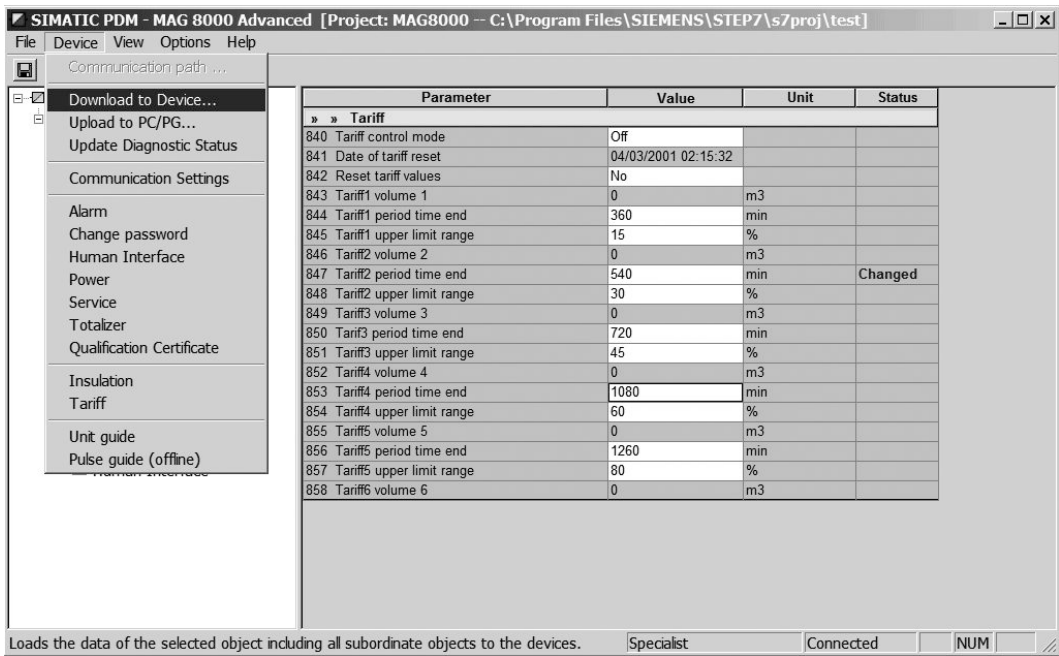 SIMATIC PDM - MAG 8000 Advanced [Project: MAG8000 -- C:\Program Files\SIEMENS\STEP7\s7proj\test]
File Device View Options Help
Communication path ...
Download to Device...
Upload to PC/PG...
Update Diagnostic Status
Communication Settings
Alarm
Change password
Human Interface
Power
Service
Totalizer
Qualification Certificate
Insulation
Tariff
Unit guide
Pulse guide (offline)
Human Interface
Parameter Value Unit Status
» » Tariff
840 Tariff control mode Off
841 Date of tariff reset 04/03/2001 02:15:32
842 Reset tariff values No
843 Tariff1 volume 1 0 m3
844 Tariff1 period time end 360 min
845 Tariff1 upper limit range 15 %
846 Tariff2 volume 2 0 m3
847 Tariff2 period time end 540 min Changed
848 Tariff2 upper limit range 30 %
849 Tariff3 volume 3 0 m3
850 Tarif3 period time end 720 min
851 Tariff3 upper limit range 45 %
852 Tariff4 volume 4 0 m3
853 Tariff4 period time end 1080 min
854 Tariff4 upper limit range 60 %
855 Tariff5 volume 5 0 m3
856 Tariff5 period time end 1260 min
857 Tariff5 upper limit range 80 %
858 Tariff6 volume 6 0 m3
Loads the data of the selected object including all subordinate objects to the devices. Specialist Connected NUM